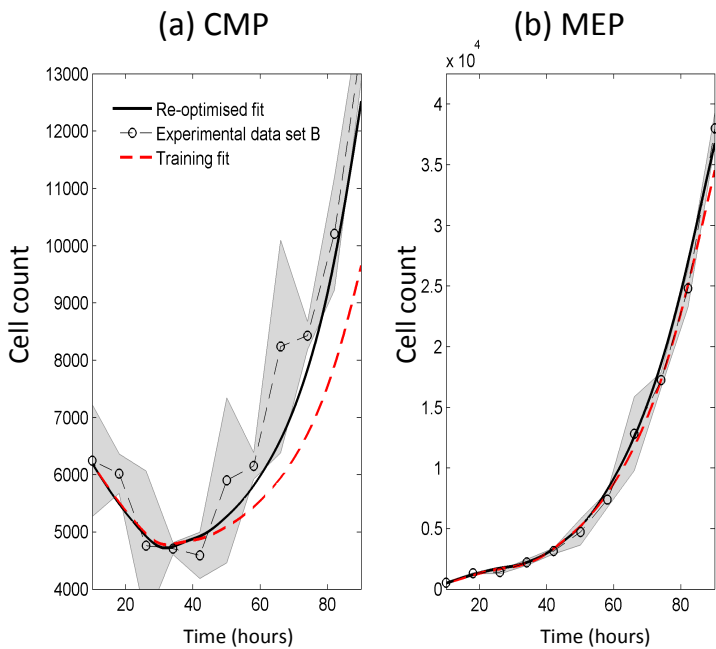 (a) CMP
(b) MEP
x 10⁴
13000
12000
11000
10000
9000
8000
7000
6000
5000
4000
Cell count
Re-optimised fit
Experimental data set B
Training fit
20
40
60
80
Time (hours)
4
3.5
3
2.5
2
1.5
1
0.5
0
Cell count
20
40
60
80
Time (hours)